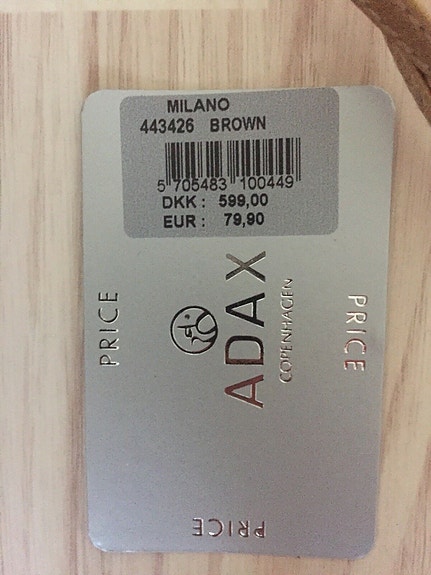 MILANO
443426 BROWN
5 705483 100449
DKK : 599,00
EUR : 79,90
PRICE
ADAX
COPENHAGEN
PRICE
PRICE